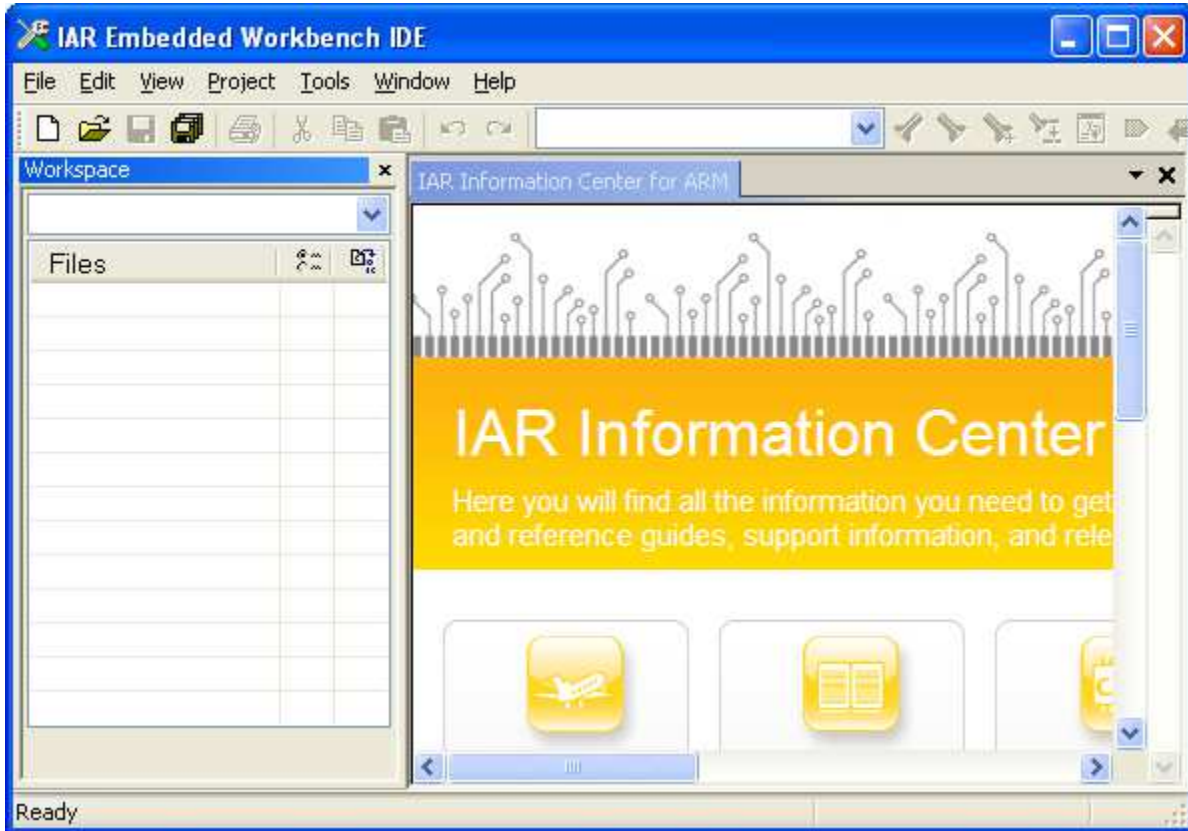 IAR Embedded Workbench IDE
File Edit View Project Tools Window Help
Workspace
IAR Information Center for ARM
Files
IAR Information Center
Here you will find all the information you need to get
and reference guides, support information, and rele
Ready